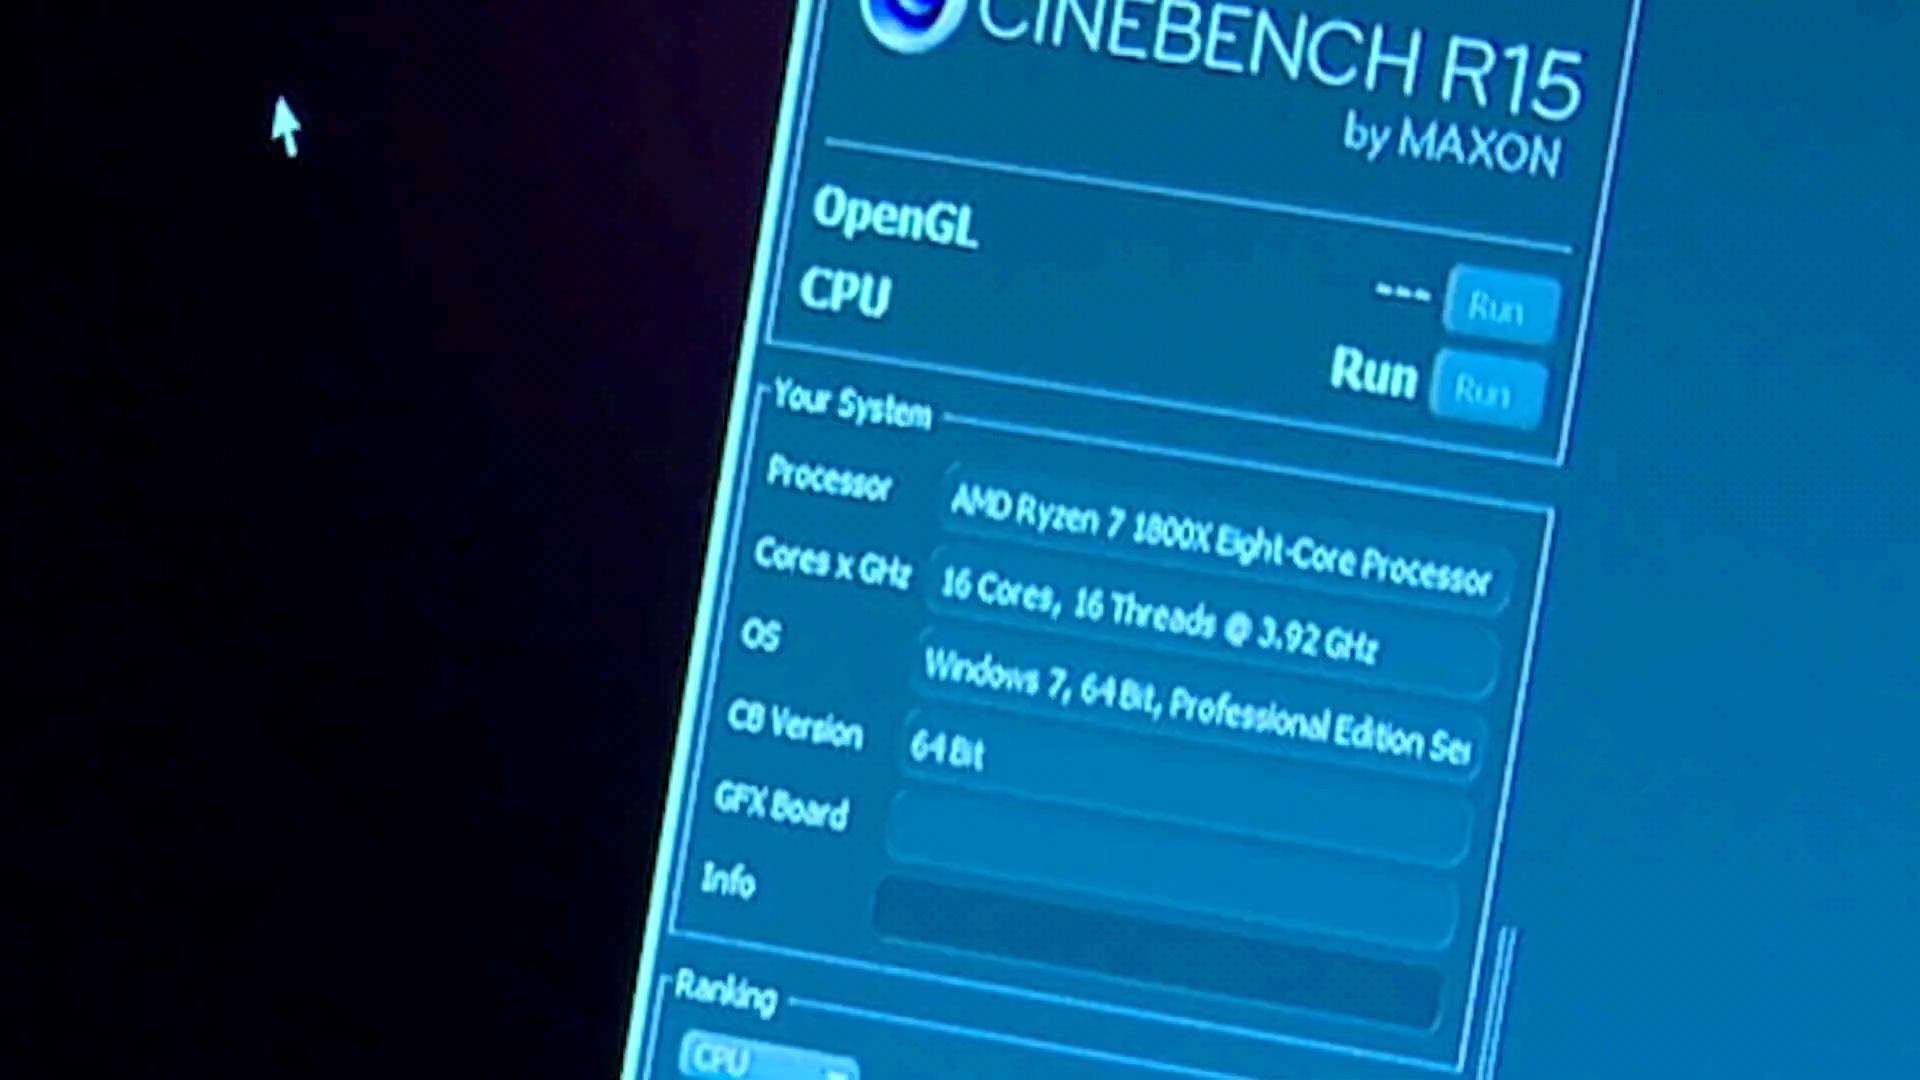 CINEBENCH R15
by MAXON
OpenGL
--- Run
CPU
Run Run
Your System
Processor AMD Ryzen 7 1800X Eight-Core Processor
Cores x GHz 16 Cores, 16 Threads @ 3.92 GHz
OS Windows 7, 64 Bit, Professional Edition Ser
CB Version 64 Bit
GFX Board
Info
Ranking
CPU